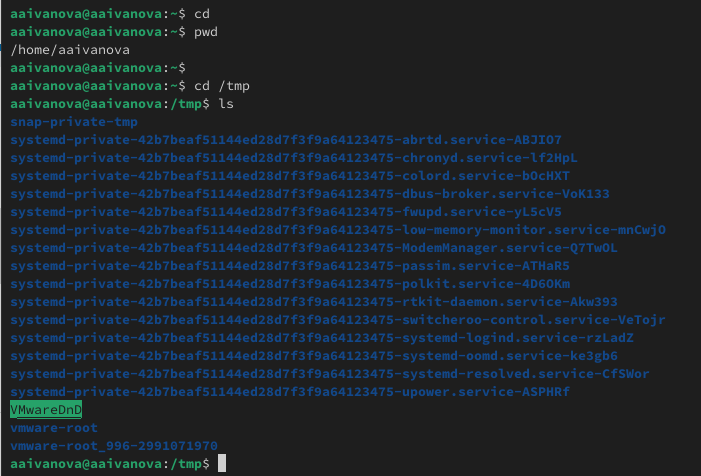 aaivanova@aaivanova:~$ cd
aaivanova@aaivanova:~$ pwd
/home/aaivanova
aaivanova@aaivanova:~$
aaivanova@aaivanova:~$ cd /tmp
aaivanova@aaivanova:/tmp$ ls
snap-private-tmp
systemd-private-42b7beaf51144ed28d7f3f9a64123475-abrtd.service-ABJIO7
systemd-private-42b7beaf51144ed28d7f3f9a64123475-chronyd.service-lf2HpL
systemd-private-42b7beaf51144ed28d7f3f9a64123475-colord.service-bOcHXT
systemd-private-42b7beaf51144ed28d7f3f9a64123475-dbus-broker.service-VoK133
systemd-private-42b7beaf51144ed28d7f3f9a64123475-fwupd.service-yLScV5
systemd-private-42b7beaf51144ed28d7f3f9a64123475-low-memory-monitor.service-mnCwjO
systemd-private-42b7beaf51144ed28d7f3f9a64123475-ModemManager.service-Q7TwOL
systemd-private-42b7beaf51144ed28d7f3f9a64123475-passim.service-ATHaR5
systemd-private-42b7beaf51144ed28d7f3f9a64123475-polkit.service-4D6OKm
systemd-private-42b7beaf51144ed28d7f3f9a64123475-rtkit-daemon.service-Akw393
systemd-private-42b7beaf51144ed28d7f3f9a64123475-switcheroo-control.service-VeTojr
systemd-private-42b7beaf51144ed28d7f3f9a64123475-systemd-logind.service-rzLadZ
systemd-private-42b7beaf51144ed28d7f3f9a64123475-systemd-oomd.service-ke3gb6
systemd-private-42b7beaf51144ed28d7f3f9a64123475-systemd-resolved.service-CfSWor
systemd-private-42b7beaf51144ed28d7f3f9a64123475-upower.service-ASPHRf
VMwareDnD
vmware-root
vmware-root_996-2991071970
aaivanova@aaivanova:/tmp$